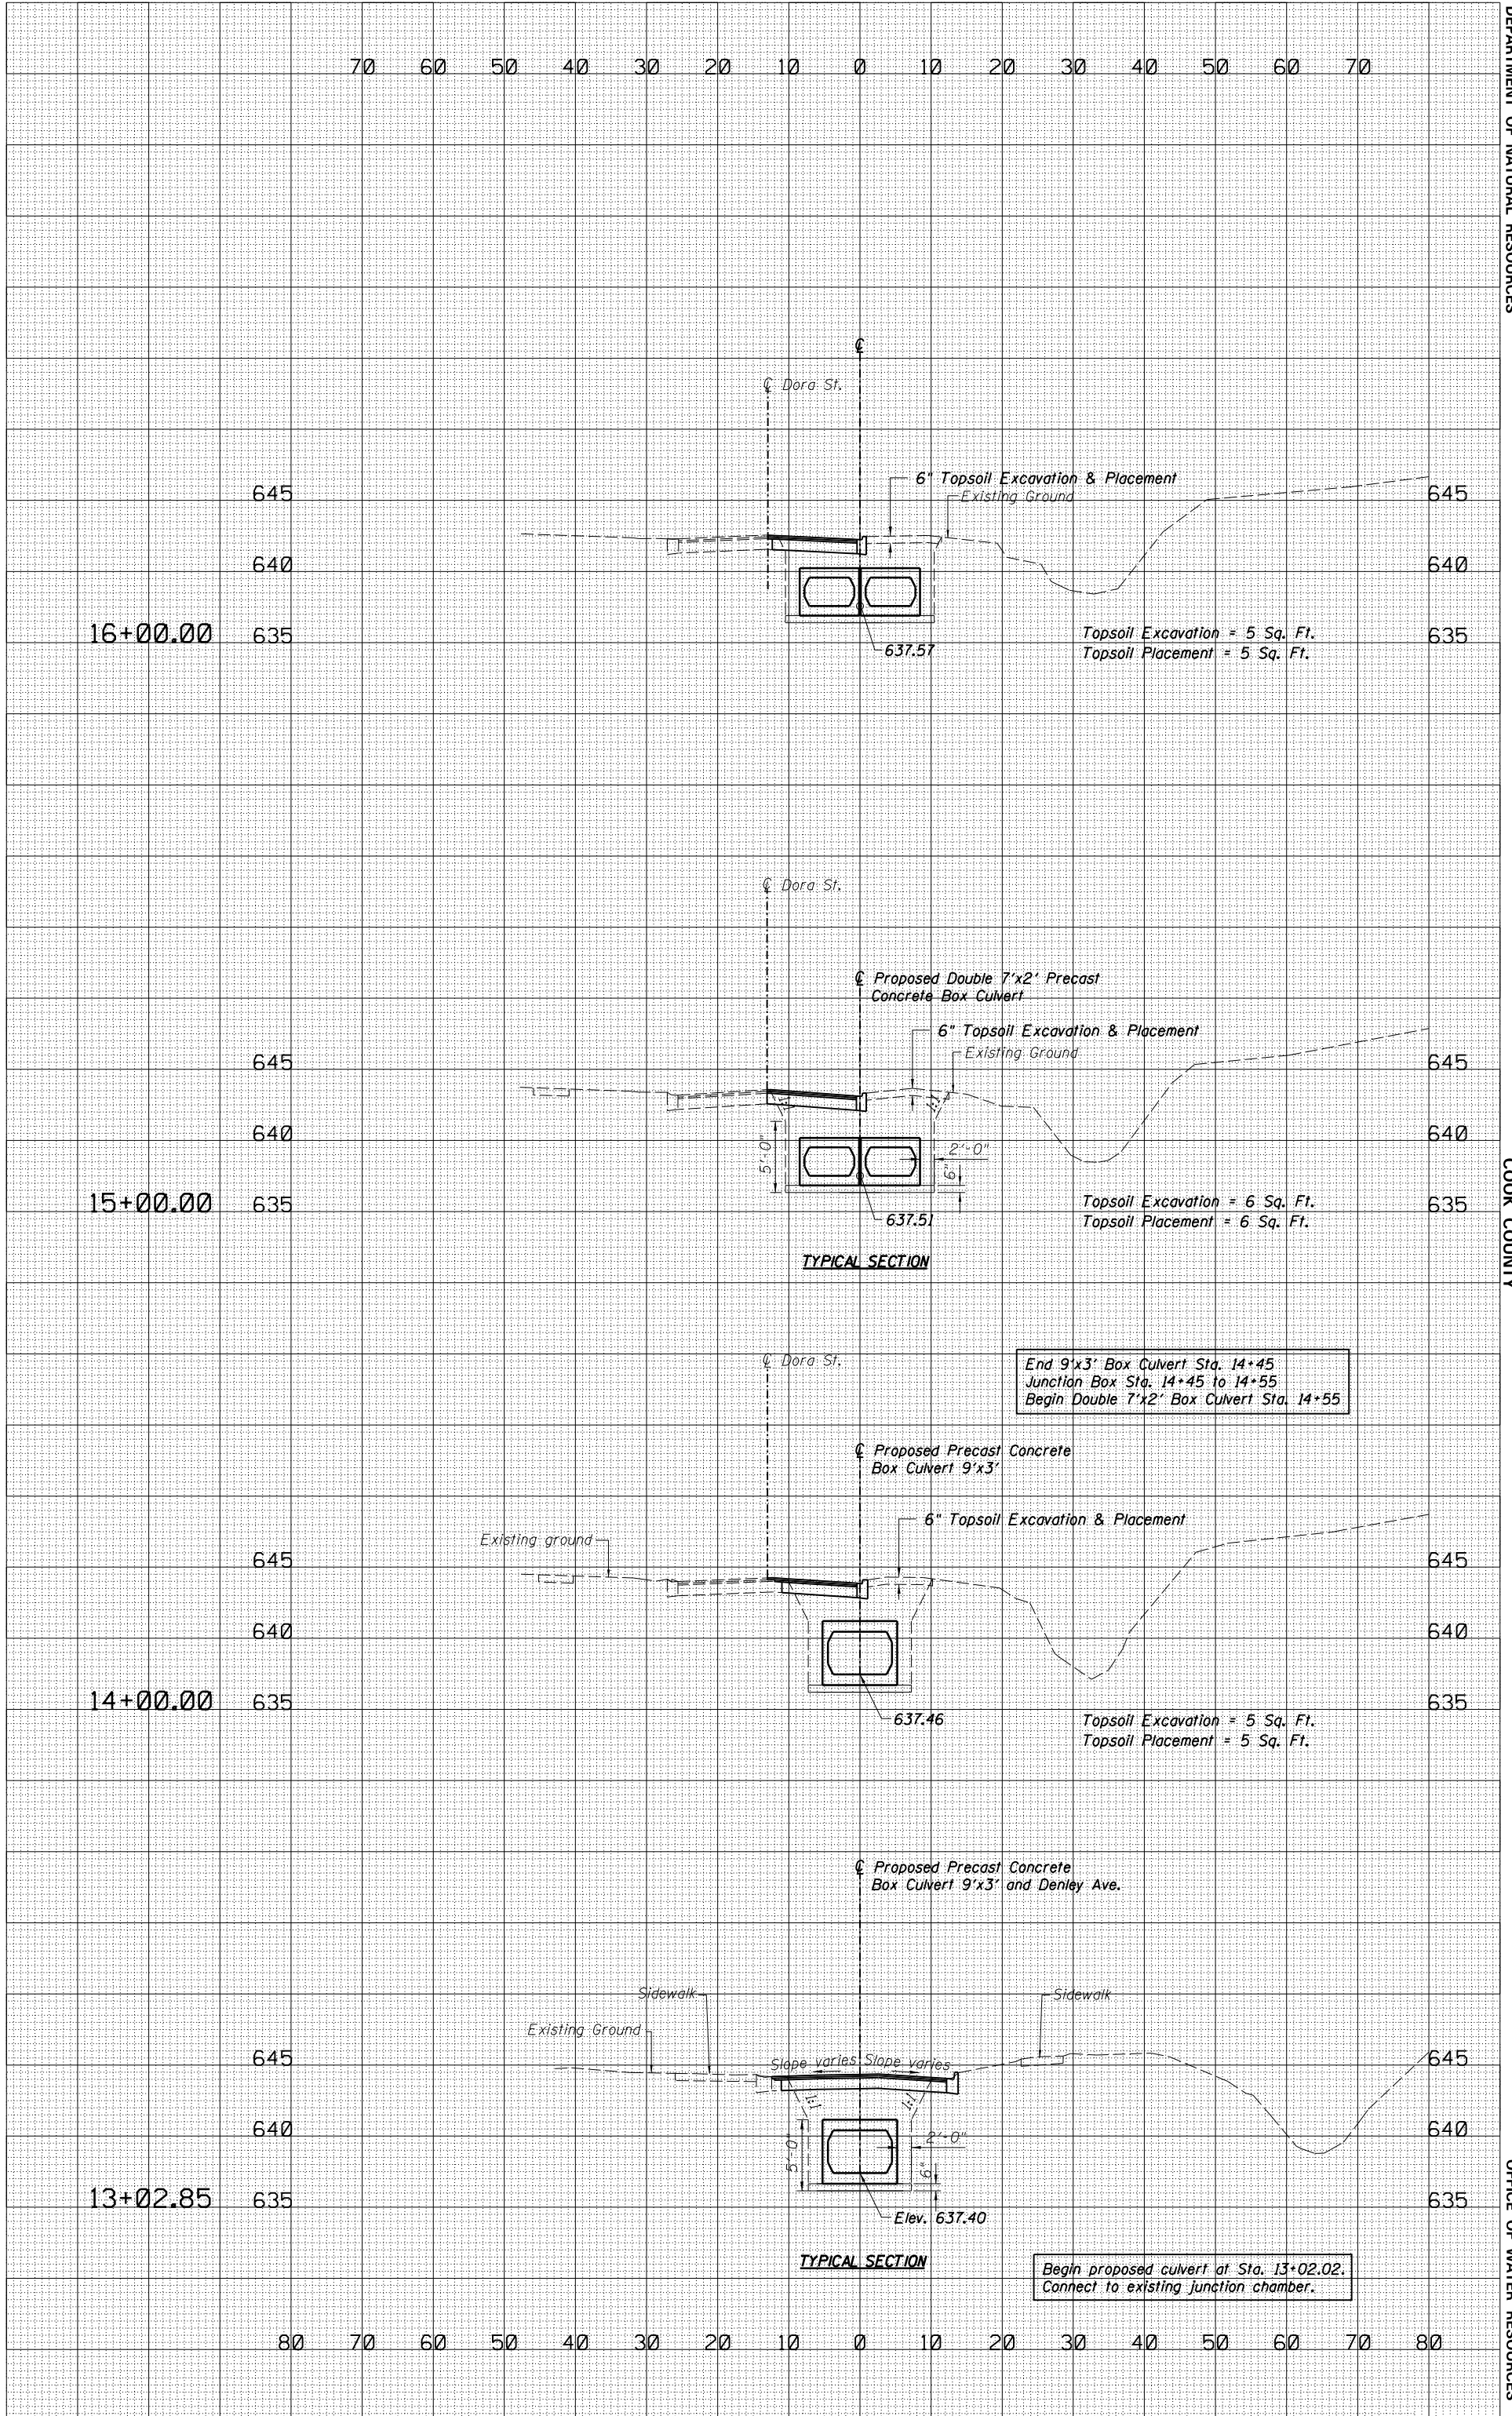 DEPARTMENT OF NATURAL RESOURCES
70 60 50 40 30 20 10 0 10 20 30 40 50 60 70
℄
℄ Dora St.
6" Topsoil Excavation & Placement
Existing Ground
645 645
640 640
16+00.00 635 635
637.57
Topsoil Excavation = 5 Sq. Ft.
Topsoil Placement = 5 Sq. Ft.
℄ Dora St.
℄ Proposed Double 7'x2' Precast
Concrete Box Culvert
6" Topsoil Excavation & Placement
Existing Ground
645 645
1:1 1:1
640 640
5'-0" 2'-0"
6"
15+00.00 635 635
637.51
Topsoil Excavation = 6 Sq. Ft.
Topsoil Placement = 6 Sq. Ft.
TYPICAL SECTION
COOK COUNTY
End 9'x3' Box Culvert Sta. 14+45
Junction Box Sta. 14+45 to 14+55
Begin Double 7'x2' Box Culvert Sta. 14+55
℄ Dora St.
℄ Proposed Precast Concrete
Box Culvert 9'x3'
6" Topsoil Excavation & Placement
Existing ground
645 645
640 640
14+00.00 635 635
637.46
Topsoil Excavation = 5 Sq. Ft.
Topsoil Placement = 5 Sq. Ft.
℄ Proposed Precast Concrete
Box Culvert 9'x3' and Denley Ave.
Sidewalk
Sidewalk
Existing Ground
645 645
Slope varies Slope varies
1:1 1:1
640 640
5'-0" 2'-0"
6"
13+02.85 635 635
Elev. 637.40
TYPICAL SECTION
Begin proposed culvert at Sta. 13+02.02.
Connect to existing junction chamber.
80 70 60 50 40 30 20 10 0 10 20 30 40 50 60 70 80
OFFICE OF WATER RESOURCES